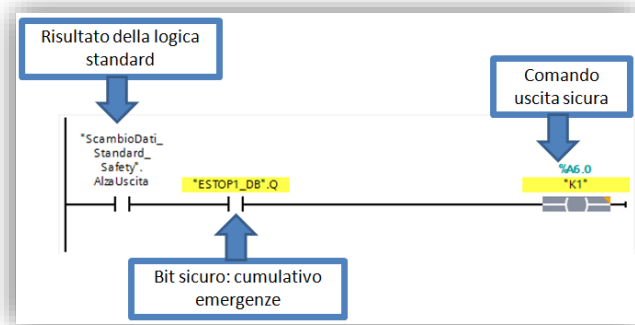 Risultato della logica
standard
Comando
uscita sicura
"ScambioDati_
Standard_
Safety".
AlzaUscita
"ESTOP1_DB".Q
%A6.0
"K1"
Bit sicuro: cumulativo
emergenze